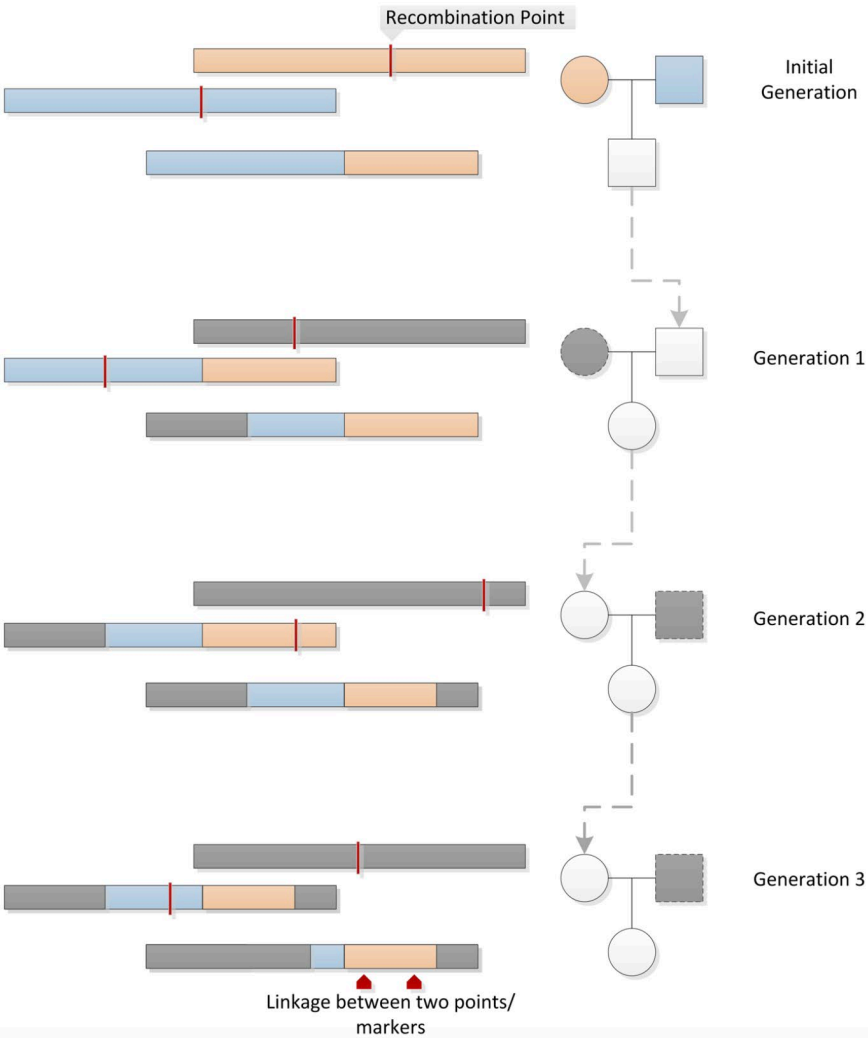 Recombination Point
Initial
Generation
Generation 1
Generation 2
Generation 3
Linkage between two points/
markers